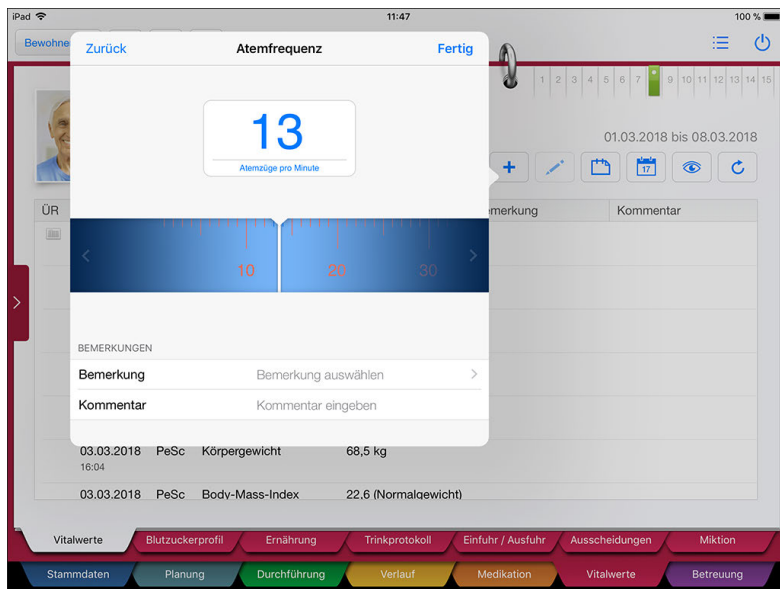 iPad 11:47 100 %
Bewohne
Zurück Atemfrequenz Fertig
1 2 3 4 5 6 7 9 10 11 12 13 14 15
13
Atemzüge pro Minute
01.03.2018 bis 08.03.2018
17
ÜR emerkung Kommentar
10 20 30
BEMERKUNGEN
Bemerkung Bemerkung auswählen
Kommentar Kommentar eingeben
03.03.2018 PeSc Körpergewicht 68,5 kg
16:04
03.03.2018 PeSc Body-Mass-Index 22,6 (Normalgewicht)
Vitalwerte Blutzuckerprofil Ernährung Trinkprotokoll Einfuhr / Ausfuhr Ausscheidungen Miktion
Stammdaten Planung Durchführung Verlauf Medikation Vitalwerte Betreuung